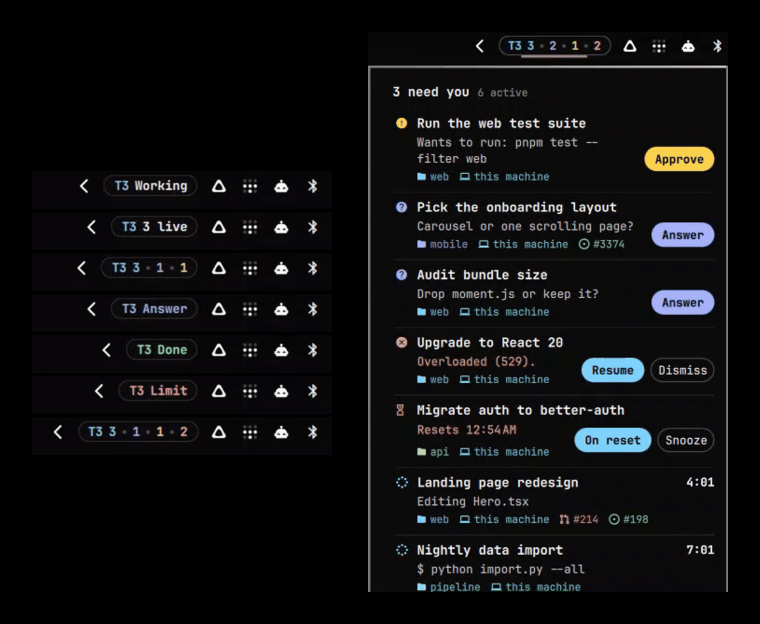 T3 Working
T3 3 live
T3 3 • 1 • 1
T3 Answer
T3 Done
T3 Limit
T3 3 • 1 • 1 • 2
T3 3 • 2 • 1 • 2
3 need you 6 active
Run the web test suite
Wants to run: pnpm test --
filter web
Approve
web this machine
Pick the onboarding layout
Carousel or one scrolling page?
Answer
mobile this machine #3374
Audit bundle size
Drop moment.js or keep it?
Answer
web this machine
Upgrade to React 20
Overloaded (529).
Resume Dismiss
web this machine
Migrate auth to better-auth
Resets 12:54AM
On reset Snooze
api this machine
Landing page redesign 4:01
Editing Hero.tsx
web this machine #214 #198
Nightly data import 7:01
$ python import.py --all
pipeline this machine